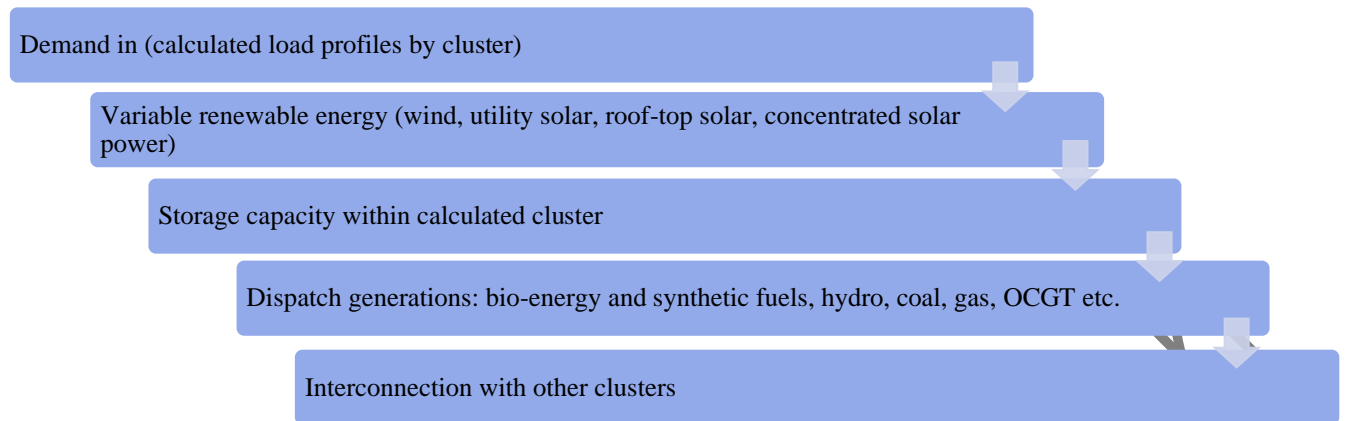 Demand in (calculated load profiles by cluster)
Variable renewable energy (wind, utility solar, roof-top solar, concentrated solar
power)
Storage capacity within calculated cluster
Dispatch generations: bio-energy and synthetic fuels, hydro, coal, gas, OCGT etc.
Interconnection with other clusters